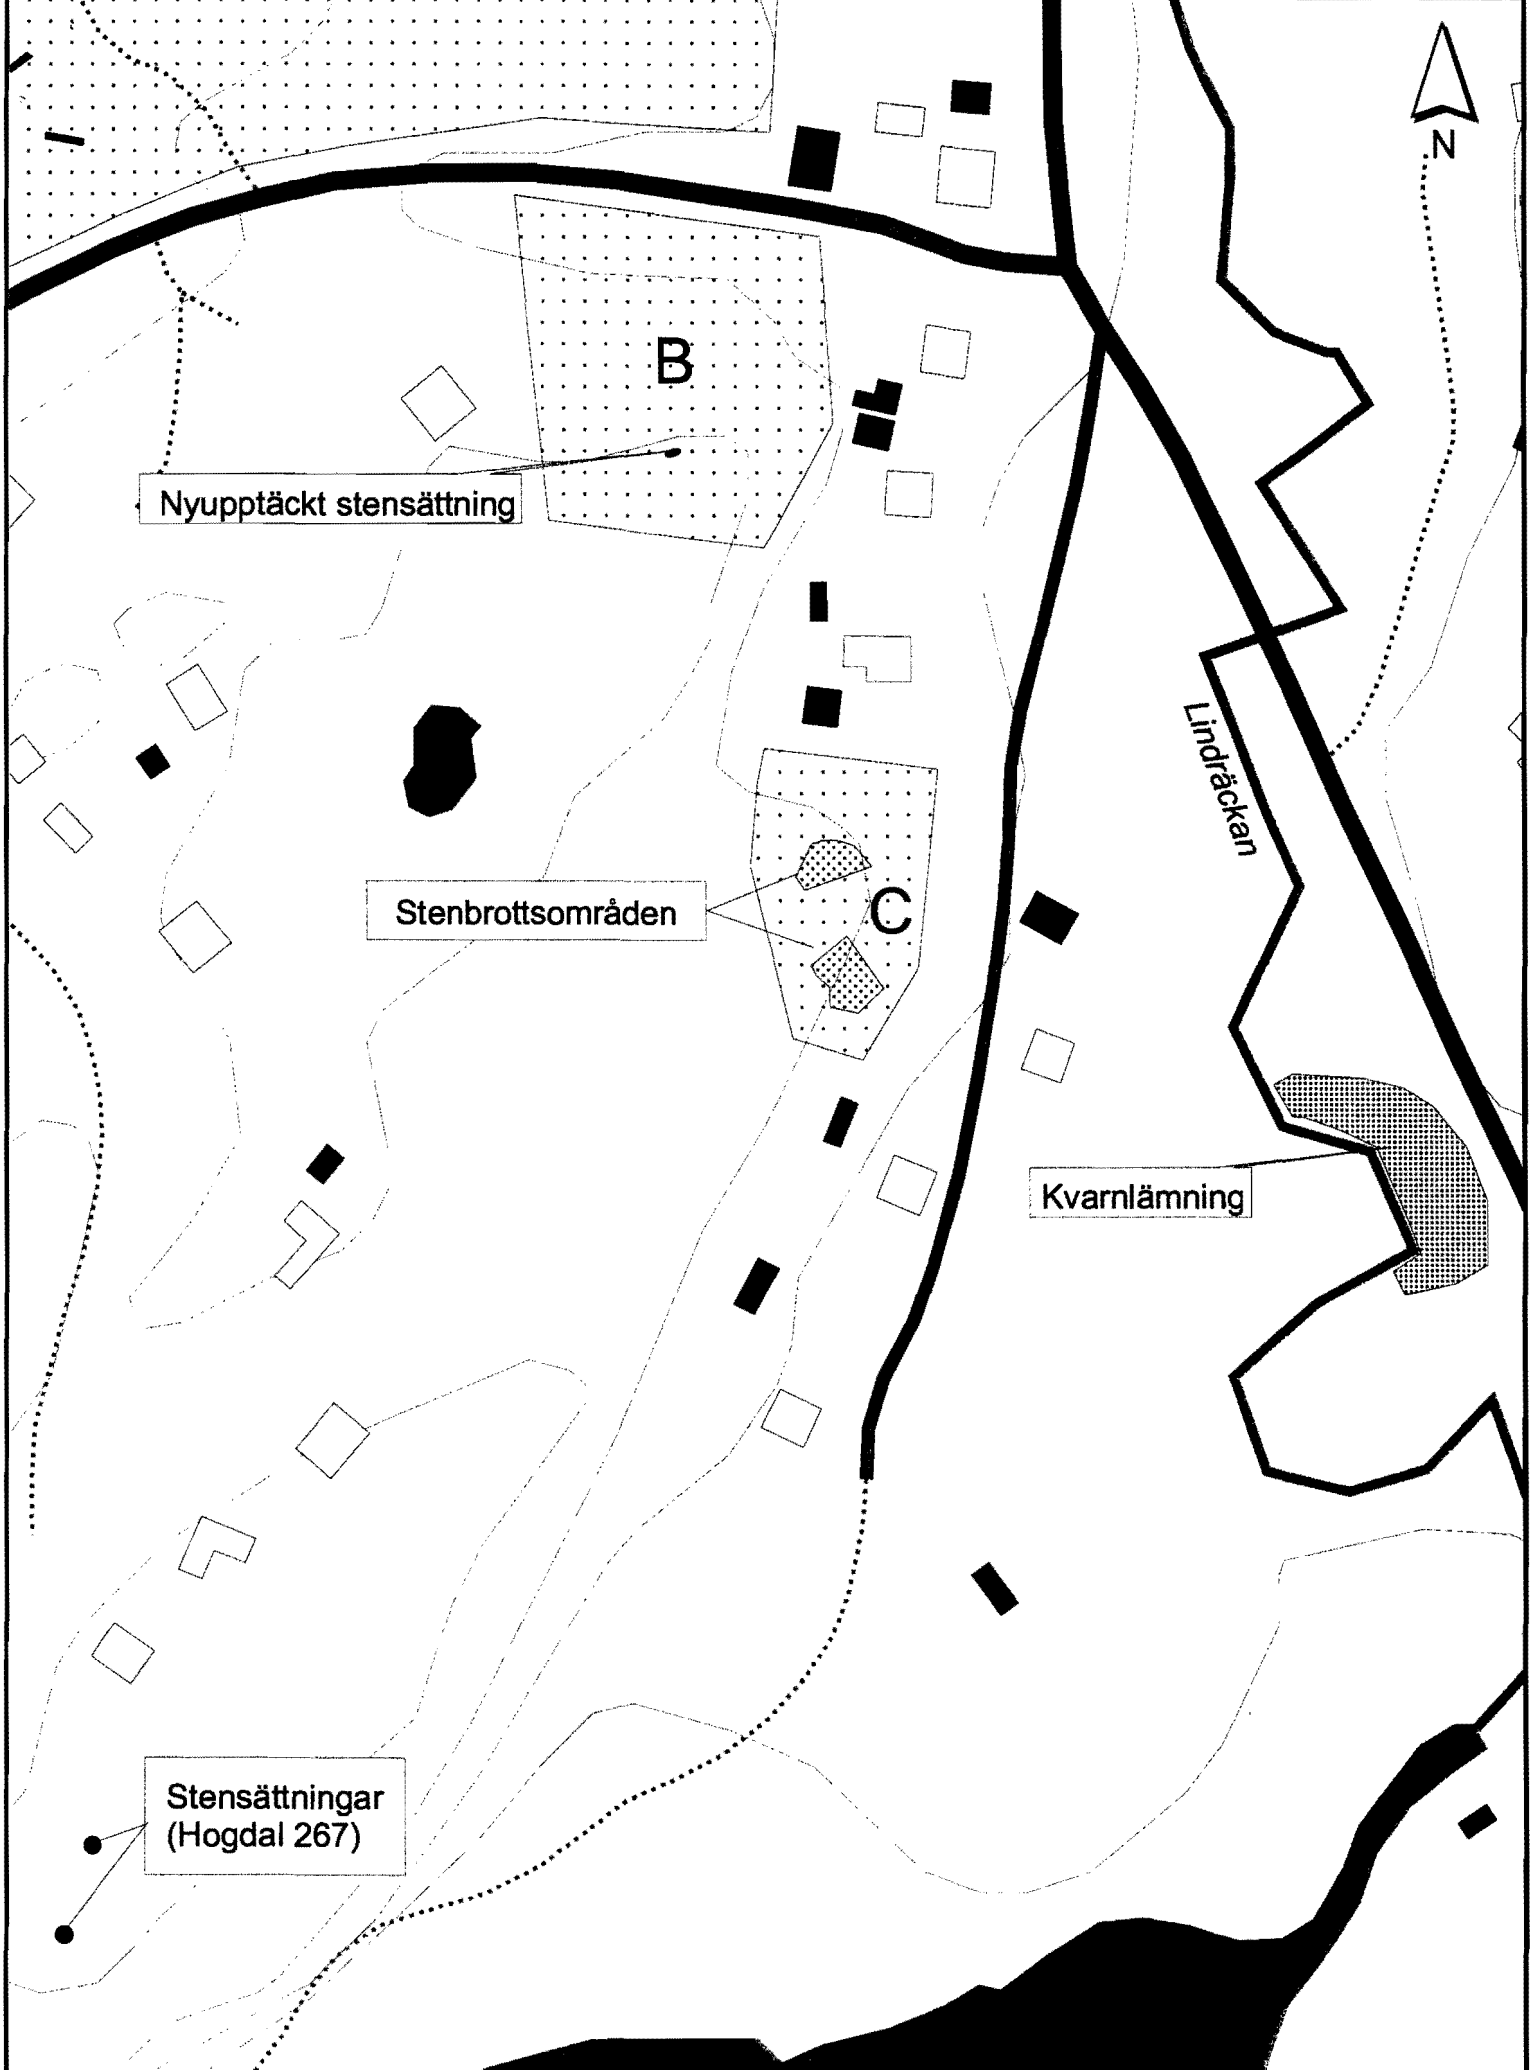 N
B
Nyupptäckt stensättning
Lindräckan
Stenbrottsområden
C
Kvarnlämning
Stensättningar
(Hogdal 267)